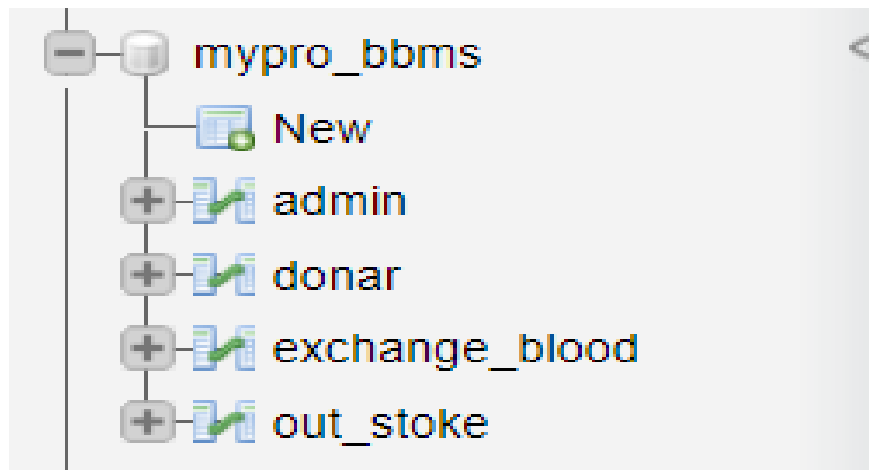 mypro_bbms
New
admin
donar
exchange_blood
out_stoke